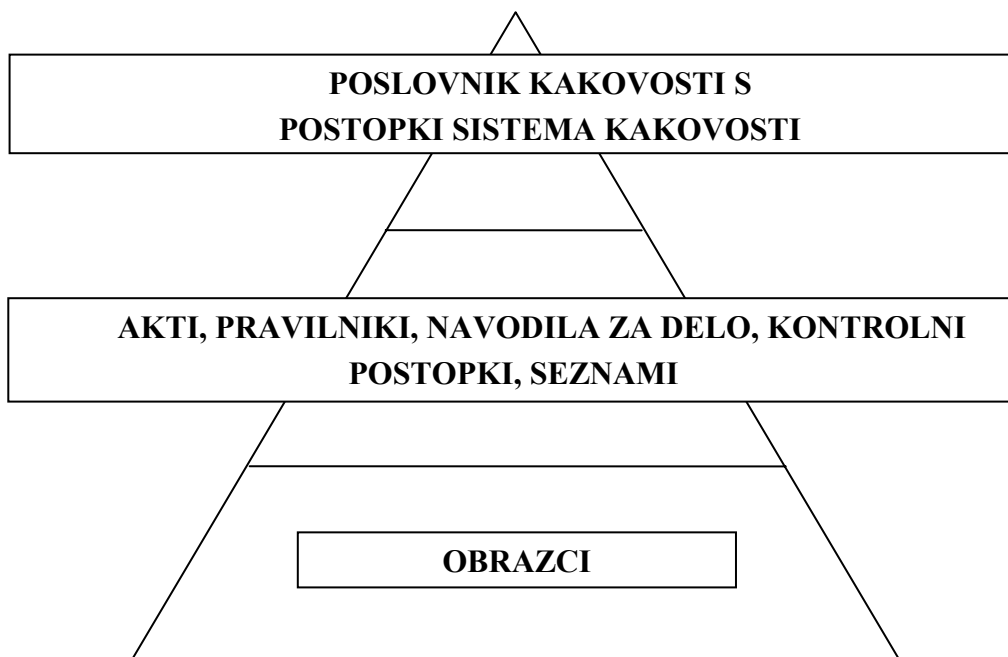 POSLOVNIK KAKOVOSTI S
POSTOPKI SISTEMA KAKOVOSTI
AKTI, PRAVILNIKI, NAVODILA ZA DELO, KONTROLNI
POSTOPKI, SEZNAMI
OBRAZCI